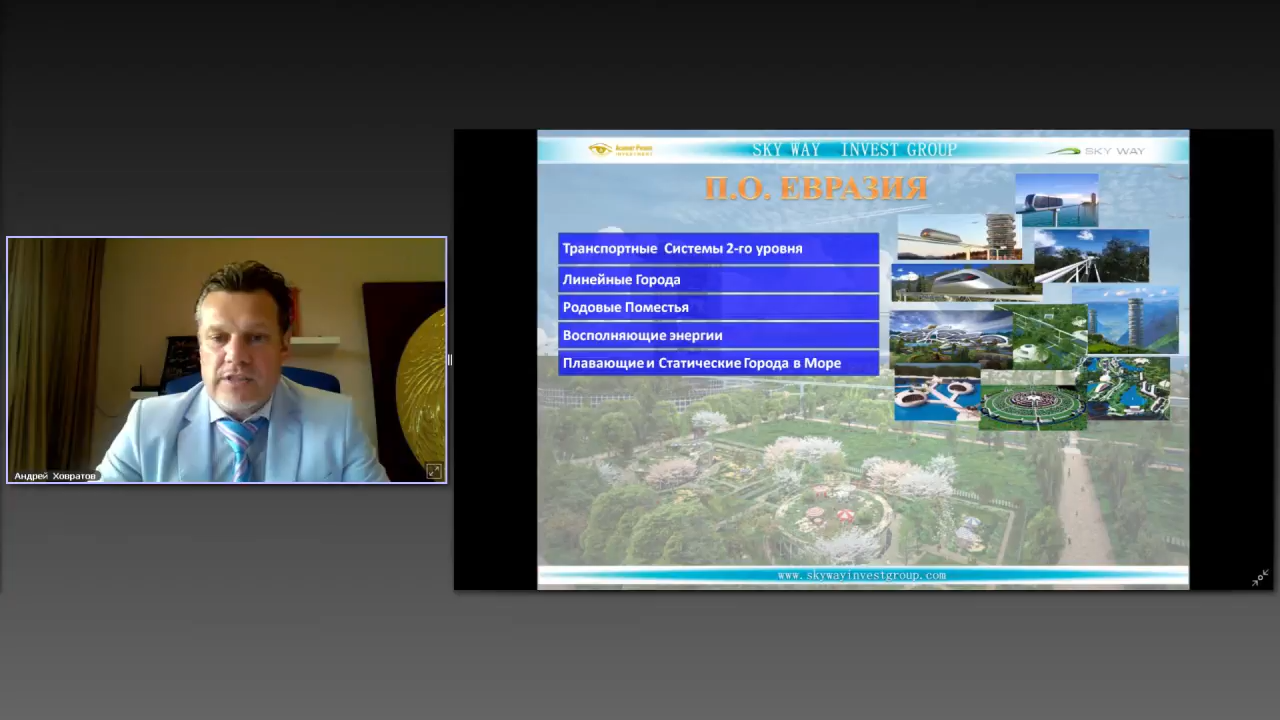 SKY WAY INVEST GROUP
SKY WAY
П.О. ЕВРАЗИЯ
Транспортные Системы 2-го уровня
Линейные Города
Родовые Поместья
Восполняющие энергии
Плавающие и Статические Города в Море
Андрей Ховратов
www.skywayinvestgroup.com